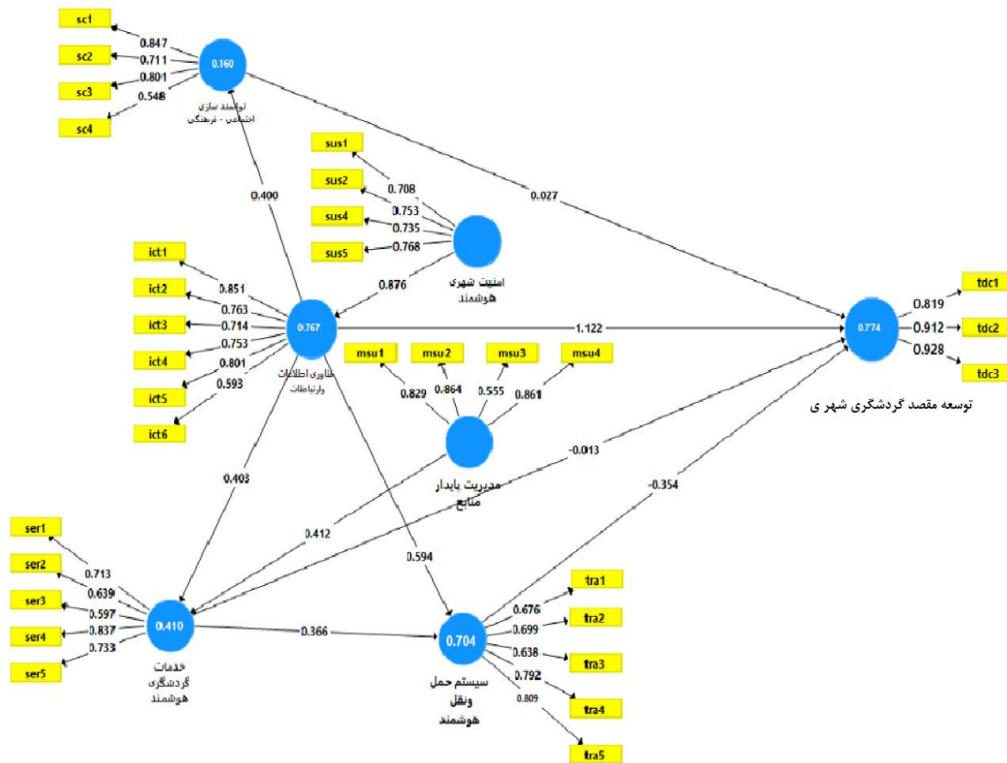 sc1
0.847
sc2
0.711
sc3
0.801
sc4
0.548
0.160
توانمند سازی
اجتماعی - فرهنگی
sus1
0.708
sus2
0.753
sus4
0.735
sus5
0.768
امنیت شهری
هوشمند
0.400
0.027
0.876
ict1
0.851
ict2
0.763
ict3
0.714
ict4
0.753
ict5
0.801
ict6
0.593
0.767
فناوری اطلاعات
وارتباطات
1.122
0.774
tdc1
0.819
tdc2
0.912
tdc3
0.928
توسعه مقصد گردشگری شهر ی
msu1
msu2
msu3
msu4
0.829
0.864
0.555
0.861
مدیریت پایدار
منابع
-0.013
-0.354
0.403
0.412
0.594
ser1
0.713
ser2
0.639
ser3
0.597
ser4
0.837
ser5
0.733
0.410
خدمات
گردشگری
هوشمند
0.366
0.704
سیستم حمل
ونقل
هوشمند
tra1
0.676
tra2
0.699
tra3
0.638
tra4
0.792
tra5
0.809